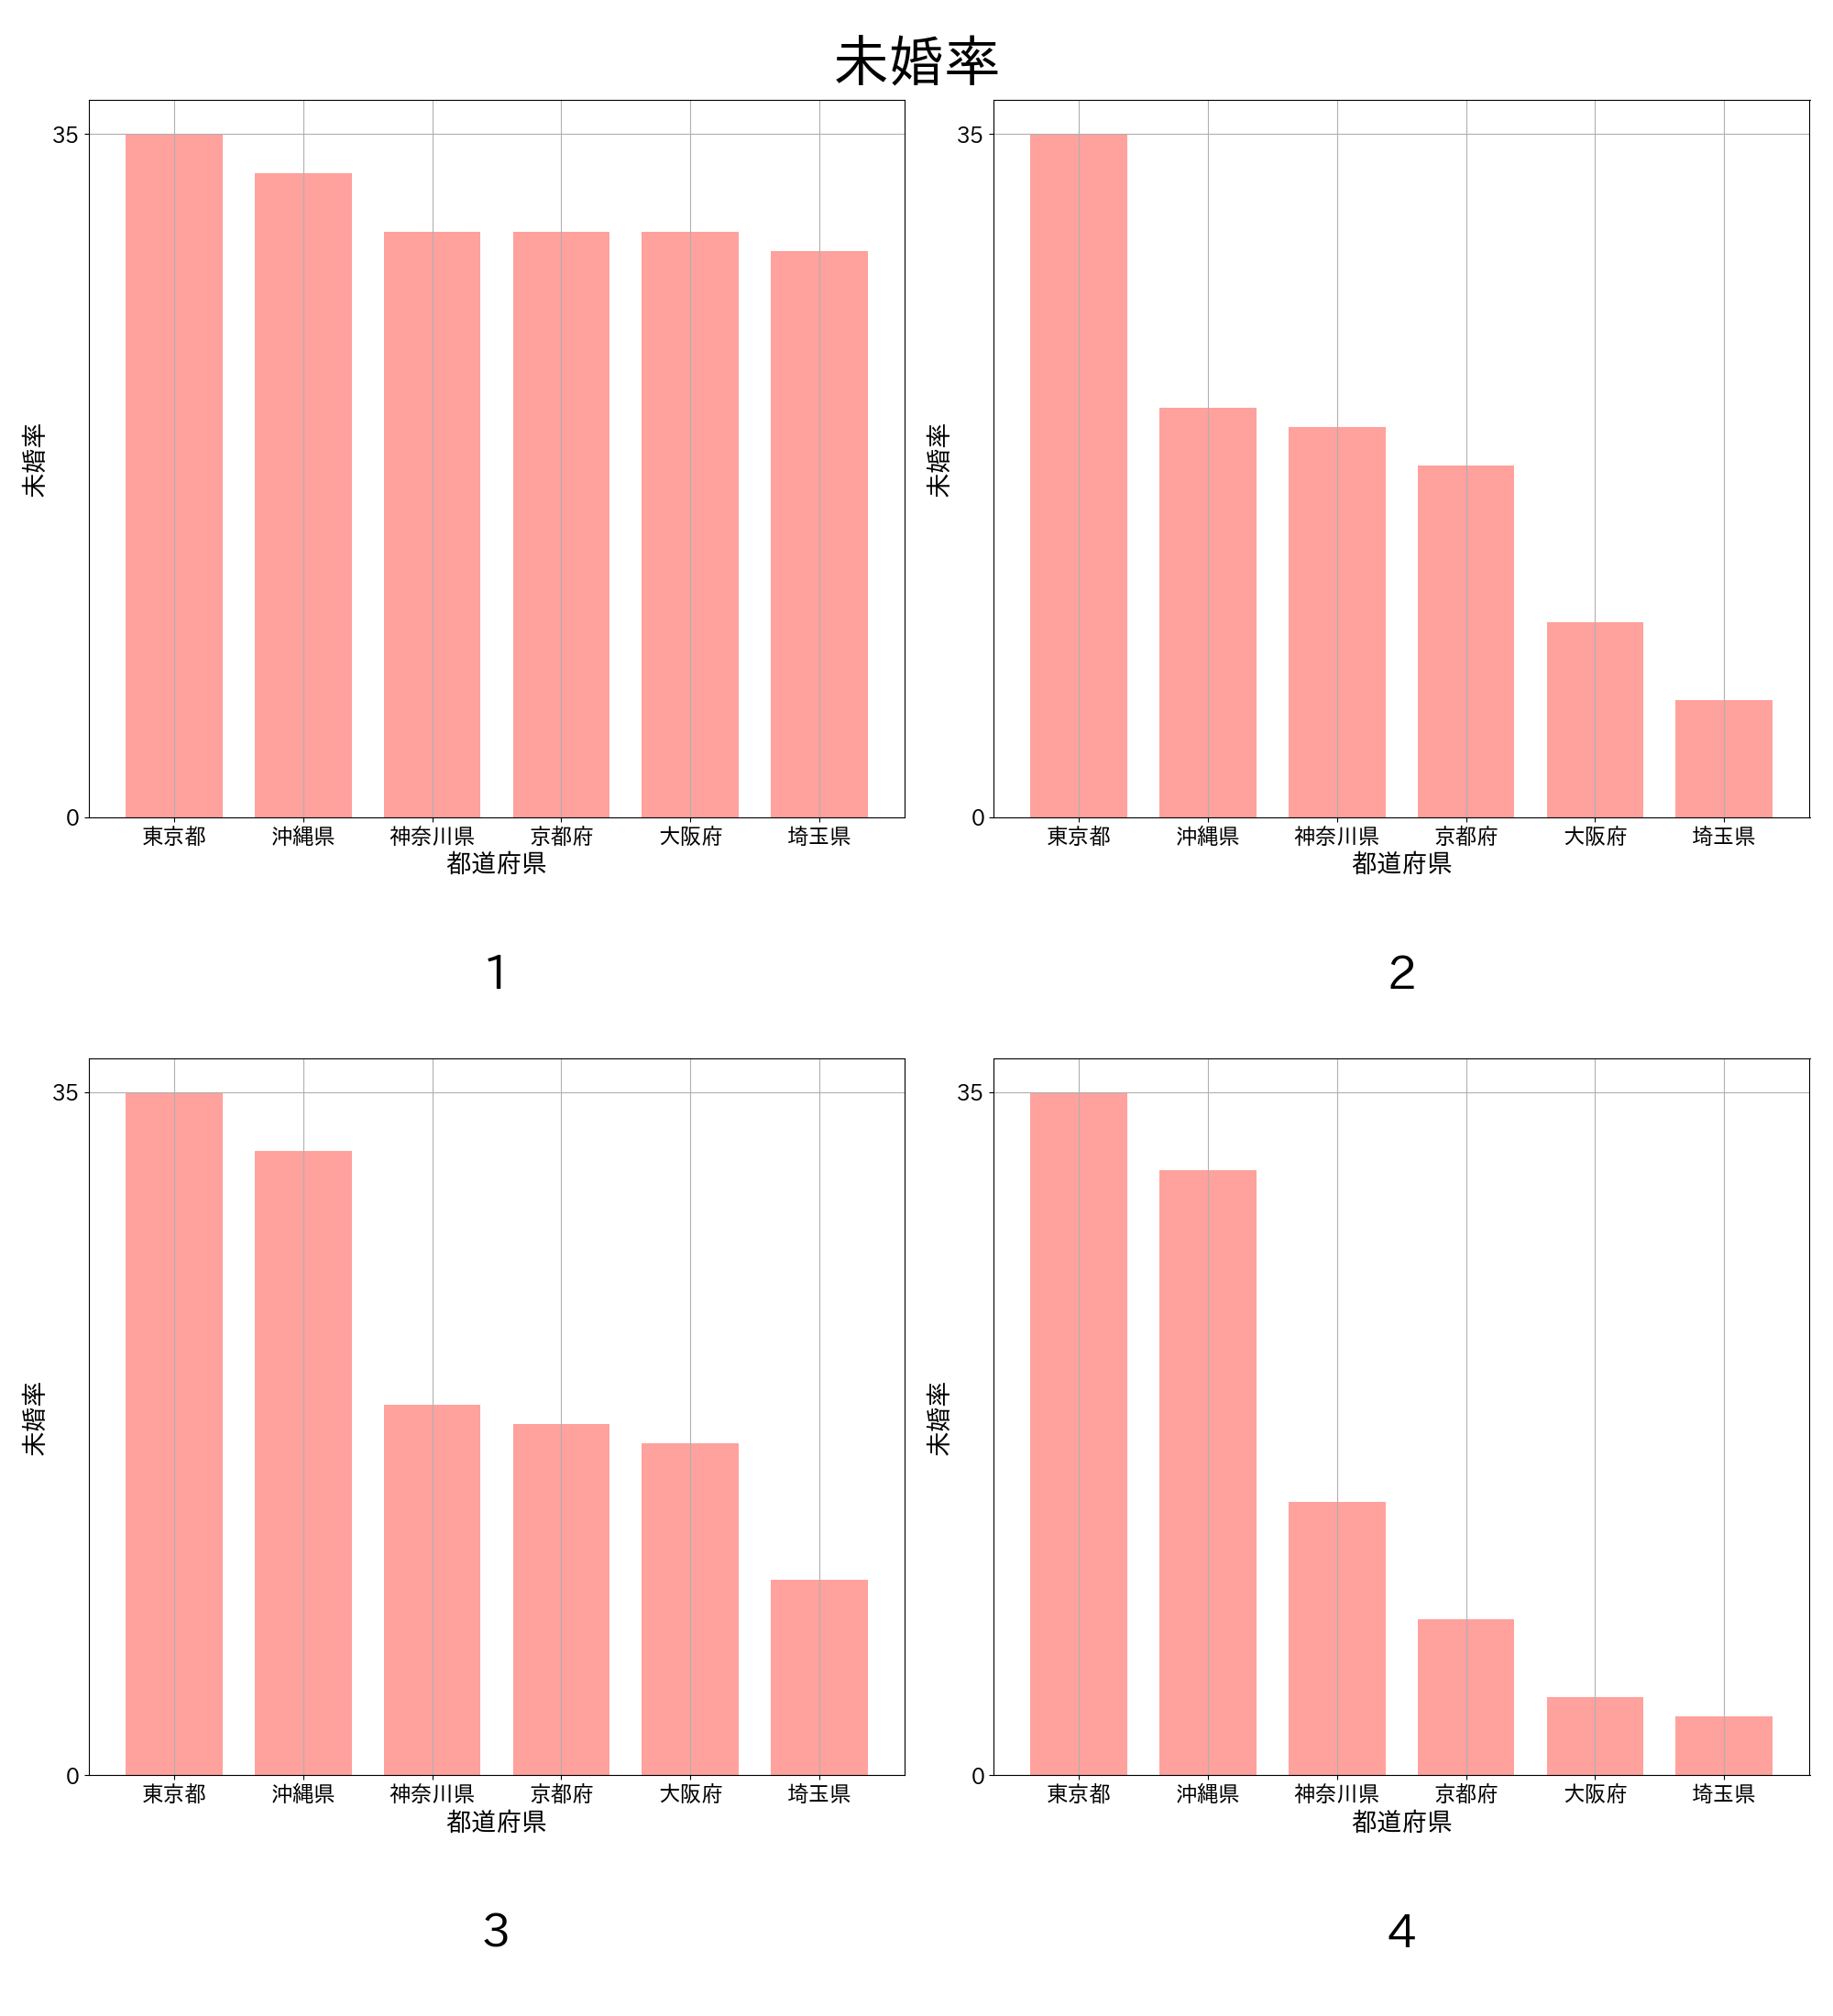 未婚率
35
0
未婚率
東京都 沖縄県 神奈川県 京都府 大阪府 埼玉県
都道府県
1
35
0
未婚率
東京都 沖縄県 神奈川県 京都府 大阪府 埼玉県
都道府県
2
35
0
未婚率
東京都 沖縄県 神奈川県 京都府 大阪府 埼玉県
都道府県
3
35
0
未婚率
東京都 沖縄県 神奈川県 京都府 大阪府 埼玉県
都道府県
4